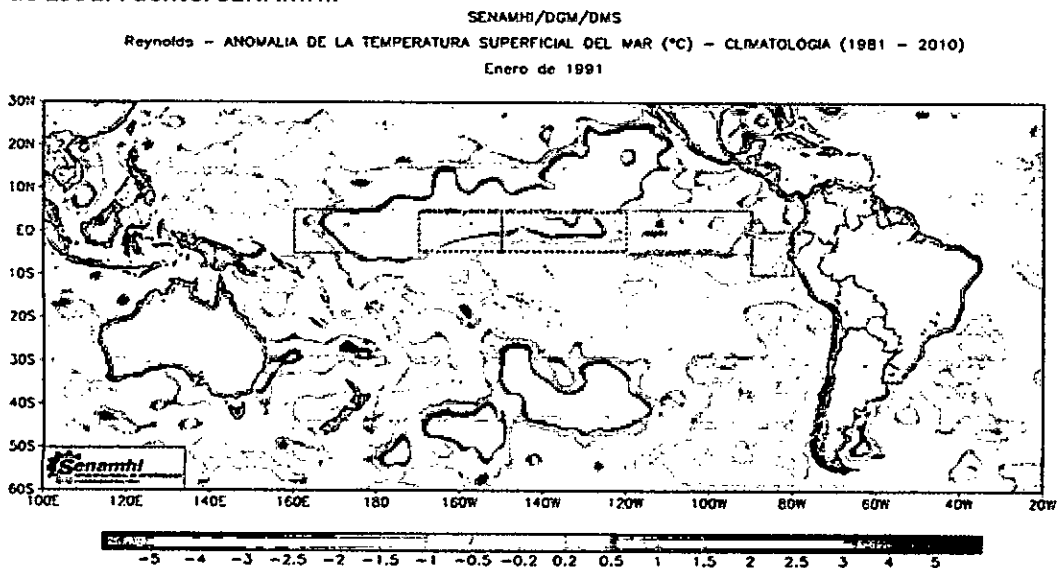 SENAMHI/DGM/DMS
Reynolds - ANOMALIA DE LA TEMPERATURA SUPERFICIAL DEL MAR (°C) - CLIMATOLOGIA (1981 - 2010)
Enero de 1991
30N
20N
10N
EQ
10S
20S
30S
40S
50S
60S
Senamhi
100E 120E 140E 160E 180 160W 140W 120W 100W 80W 60W 40W 20W
-5 -4 -3 -2.5 -2 -1.5 -1 -0.5 -0.2 0.2 0.5 1 1.5 2 2.5 3 4 5